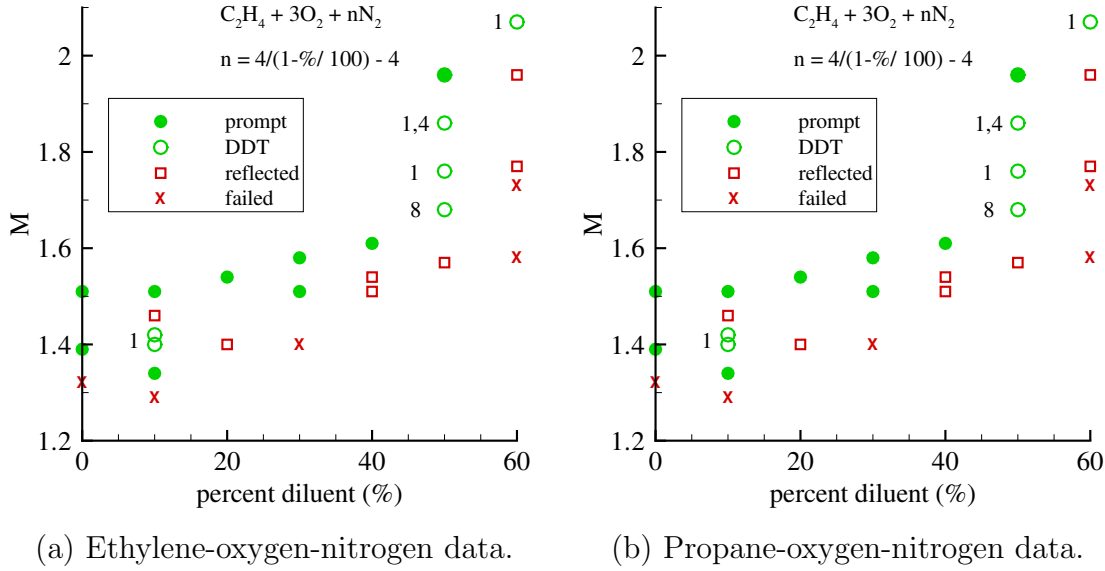 C2H4 + 3O2 + nN2
n = 4/(1-%/ 100) - 4
prompt
DDT
reflected
x failed
1
1,4
1
8
1
M
2
1.8
1.6
1.4
1.2
0 20 40 60
percent diluent (%)
(a) Ethylene-oxygen-nitrogen data.
C2H4 + 3O2 + nN2
n = 4/(1-%/ 100) - 4
prompt
DDT
reflected
x failed
1
1,4
1
8
1
M
2
1.8
1.6
1.4
1.2
0 20 40 60
percent diluent (%)
(b) Propane-oxygen-nitrogen data.